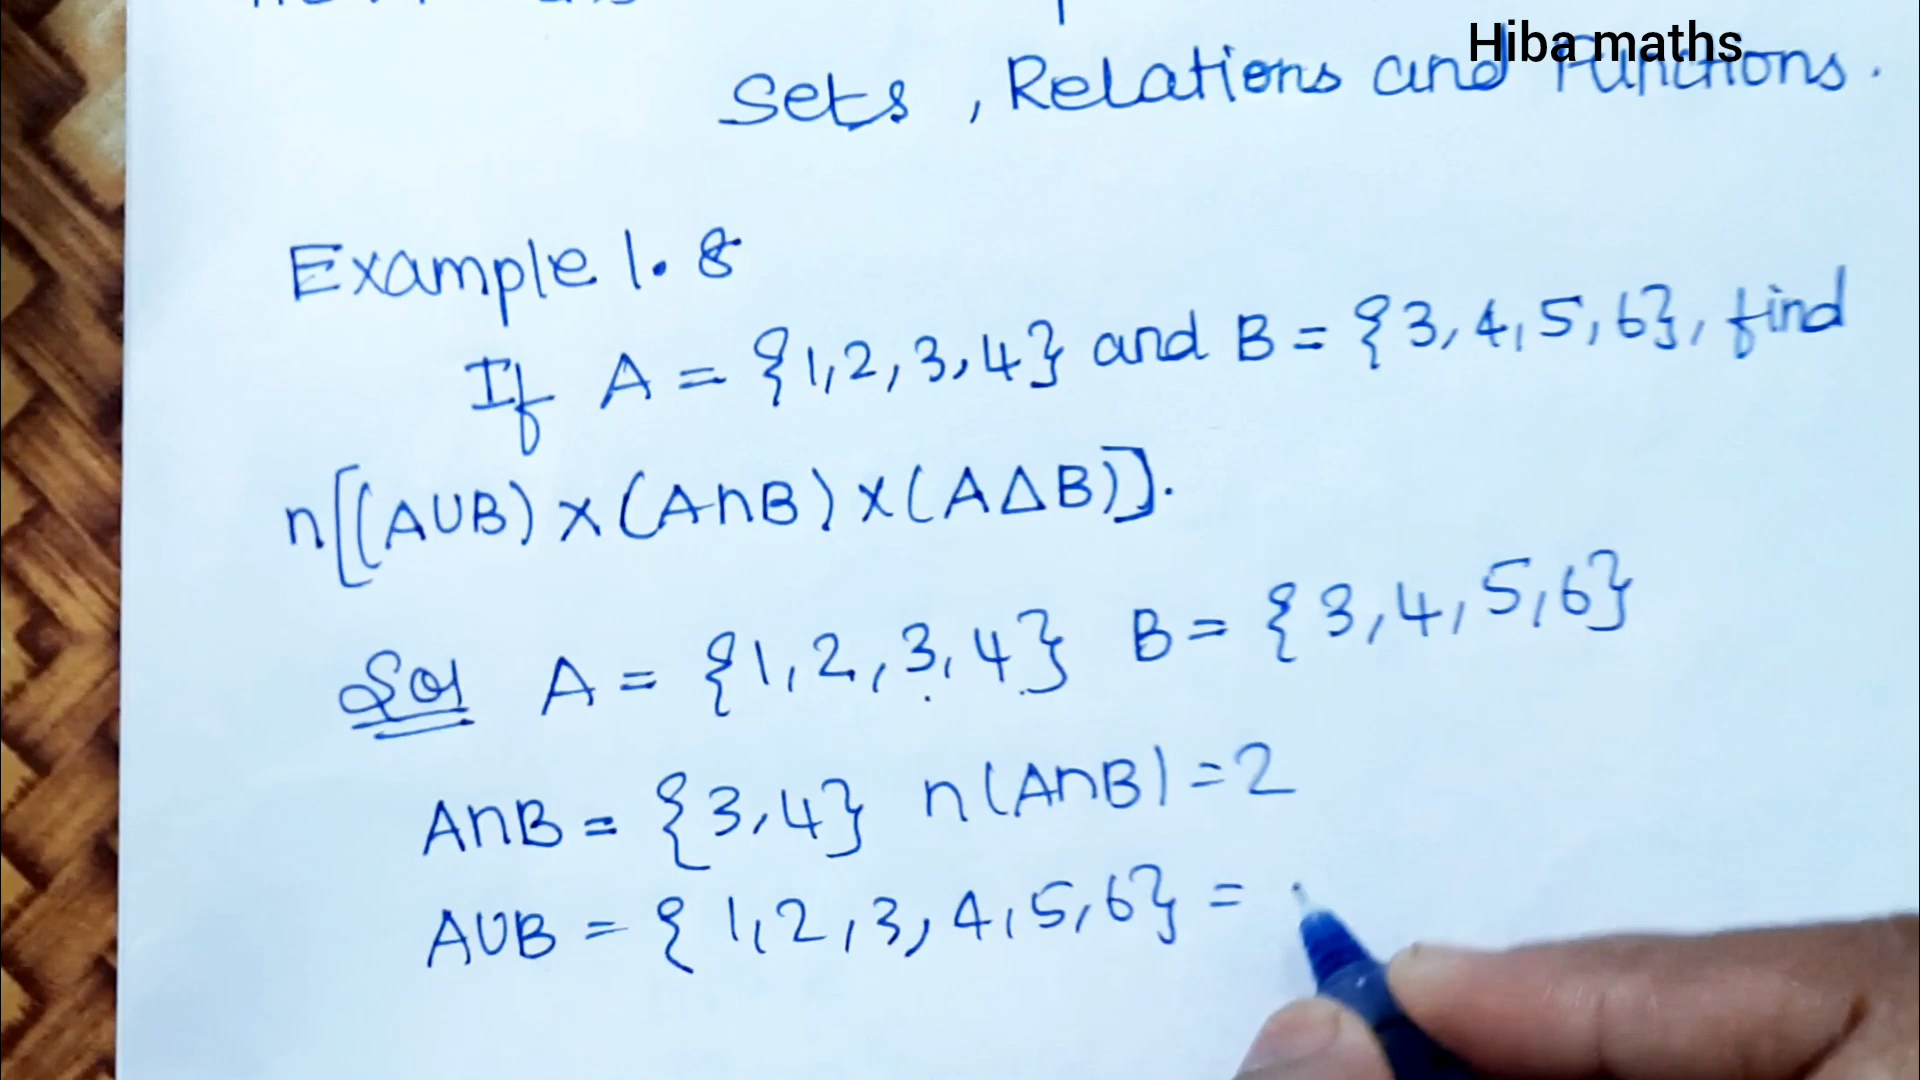 Hiba maths
Sets, Relations and Functions.
Example 1.8
If A = {1,2,3,4} and B = {3,4,5,6}, find
n[(A∪B)×(A∩B)×(A△B)].
Sol A = {1,2,3,4} B = {3,4,5,6}
A∩B = {3,4} n(A∩B)=2
A∪B = {1,2,3,4,5,6} =